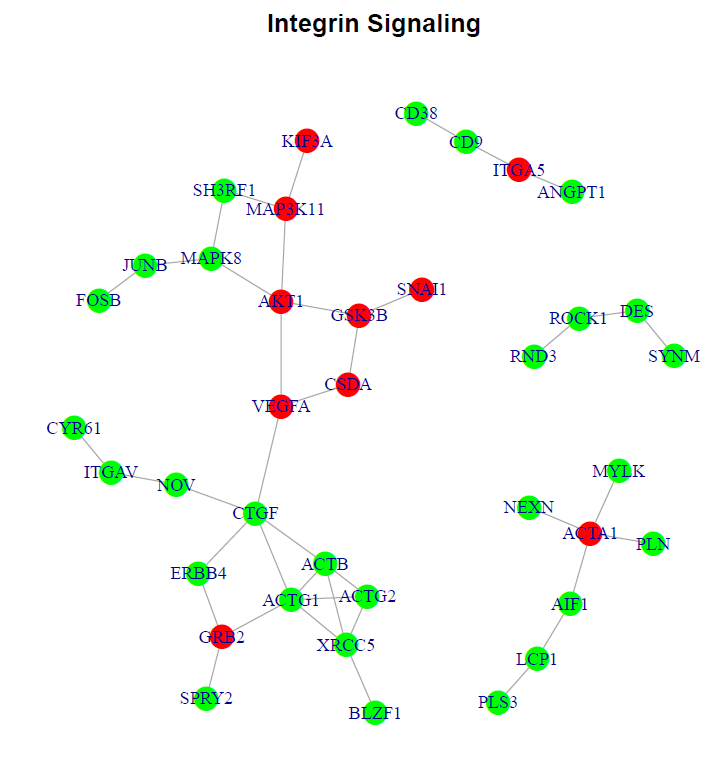 Integrin Signaling
CD38
KIF3A
CD9
ITGA5
SH3RF1
ANGPT1
MAP3K11
MAPK8
JUNB
SNAI1
FOSB
AKT1
DES
GSK3B
ROCK1
RND3
SYNM
CSDA
VEGFA
CYR61
ITGAV
MYLK
NOV
NEXN
CTGF
ACTA1
PLN
ACTB
ERBB4
ACTG2
ACTG1
AIF1
GRB2
XRCC5
LCP1
SPRY2
PLS3
BLZF1